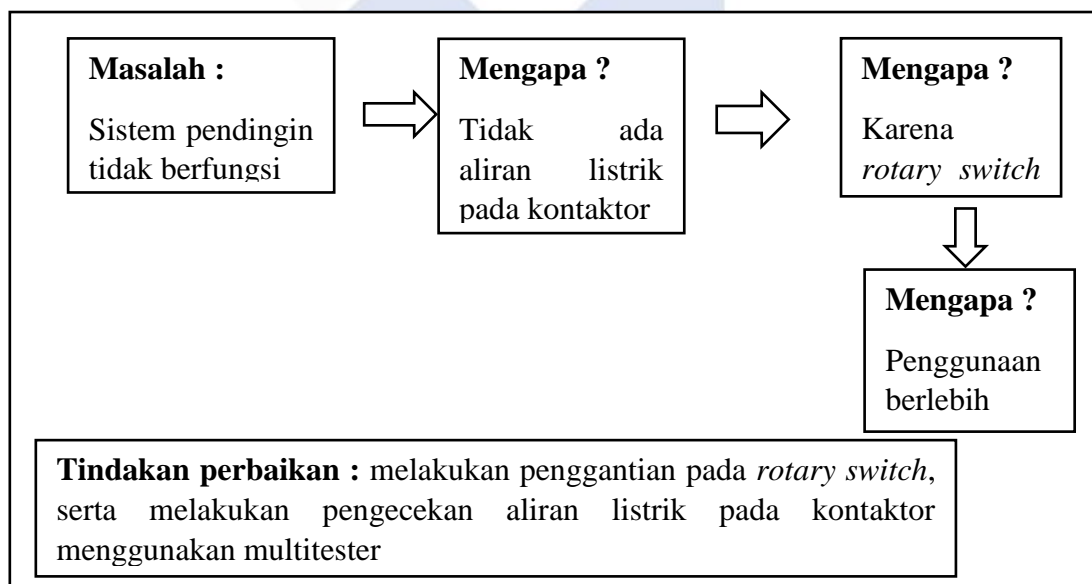 Masalah :
Sistem pendingin
tidak berfungsi
Mengapa ?
Tidak ada
aliran listrik
pada kontaktor
Mengapa ?
Karena
rotary switch
Mengapa ?
Penggunaan
berlebih
Tindakan perbaikan : melakukan penggantian pada rotary switch,
serta melakukan pengecekan aliran listrik pada kontaktor
menggunakan multitester